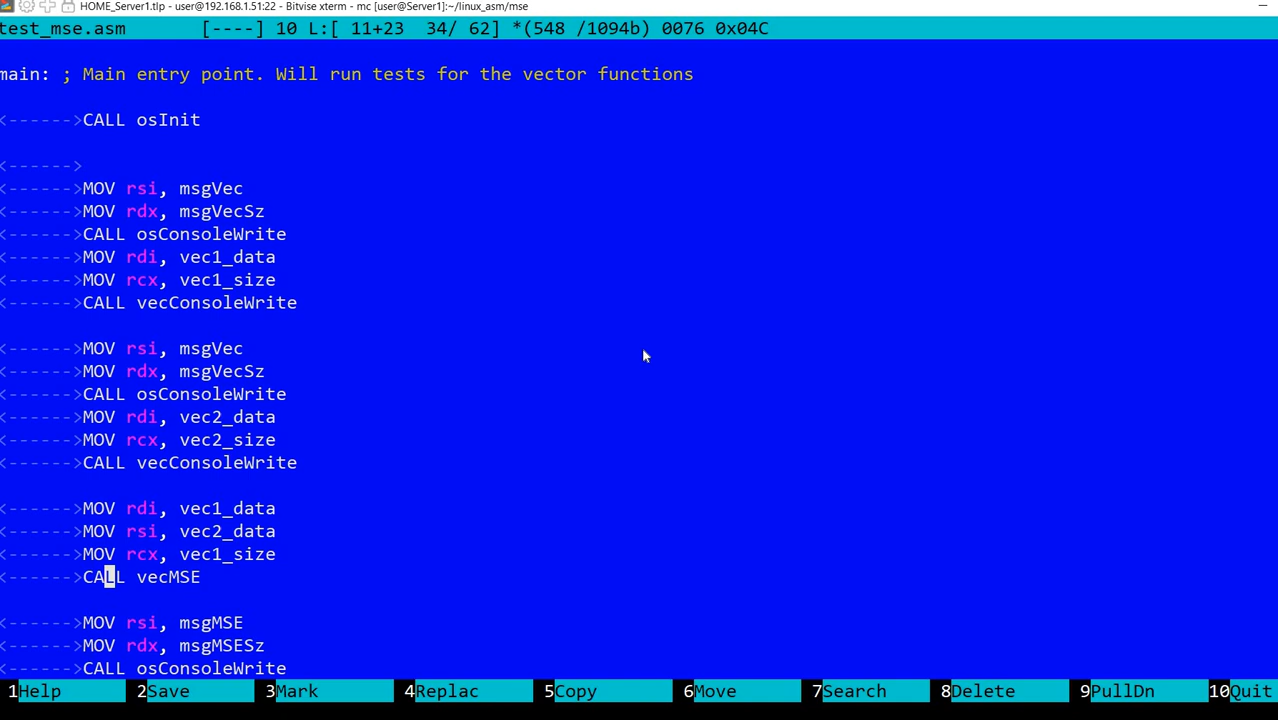 HOME_Server1.tlp - user@192.168.1.51:22 - Bitvise xterm - mc [user@Server1]:~/linux_asm/mse
test_mse.asm [----] 10 L:[ 11+23 34/ 62] *(548 /1094b) 0076 0x04C
main: ; Main entry point. Will run tests for the vector functions
<------>CALL osInit
<------>
<------>MOV rsi, msgVec
<------>MOV rdx, msgVecSz
<------>CALL osConsoleWrite
<------>MOV rdi, vec1_data
<------>MOV rcx, vec1_size
<------>CALL vecConsoleWrite
<------>MOV rsi, msgVec
<------>MOV rdx, msgVecSz
<------>CALL osConsoleWrite
<------>MOV rdi, vec2_data
<------>MOV rcx, vec2_size
<------>CALL vecConsoleWrite
<------>MOV rdi, vec1_data
<------>MOV rsi, vec2_data
<------>MOV rcx, vec1_size
<------>CALL vecMSE
<------>MOV rsi, msgMSE
<------>MOV rdx, msgMSESz
<------>CALL osConsoleWrite
1Help 2Save 3Mark 4Replac 5Copy 6Move 7Search 8Delete 9PullDn 10Quit